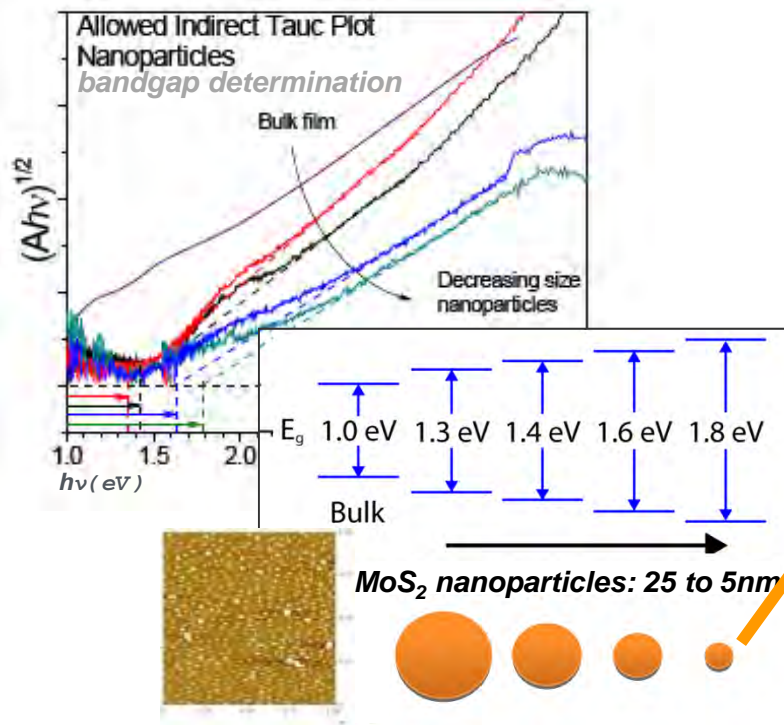 Allowed Indirect Tauc Plot
Nanoparticles
bandgap determination
Bulk film
(Ahν)^1/2
Decreasing size
nanoparticles
E_g 1.0 eV 1.3 eV 1.4 eV 1.6 eV 1.8 eV
1.0 1.5 2.0
hν(eV)
Bulk
MoS₂ nanoparticles: 25 to 5nm